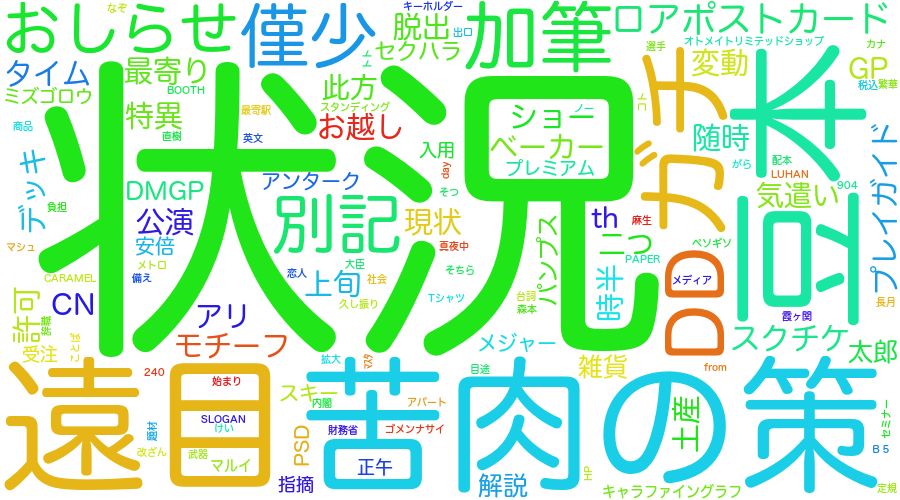 おしらせ
なぞ
僅少
キーホルダー
脱出
出口
セクハラ
加筆
ロアポストカード
選手
オトメイトリミテッドショップ
カナ
タイム
最寄り
BOOTH
ミズゴロウ
此方
スタンディング
変動
GP
税込
繁華
特異
最寄駅
お越し
ショー
ノー
商品
直樹
英文
入用
ベーカー
プレミアム
ガチ
随時
豆本
デッキ
アンターク
day
配本
がら
LUHAN
プレイガイド
DMGP
そつ
気遣い
904
負担
公演
別記
現状
状況
th
麻生
二つ
マシュ
安倍
真夜中
ペソギソ
PAPER
メトロ
大臣
そちら
パンプス
CARAMEL
備え
恋人
社会
上旬
DD
メディア
CN
久し振り
Tシャツ
台詞
森本
時半
長月
許可
辞職
アリ
霞ヶ関
受注
モチーフ
メジャー
スクチケ
太郎
拡大
雑貨
目途
from
遠目
240
始まり
スキー
内閣
苦肉の策
アパート
SLOGAN
けい
財務省
ゴメンナサイ
土産
セミナー
題材
改ざん
武器
マルイ
PSD
正午
B5
指摘
解説
HP
キャラファイングラフ
定規